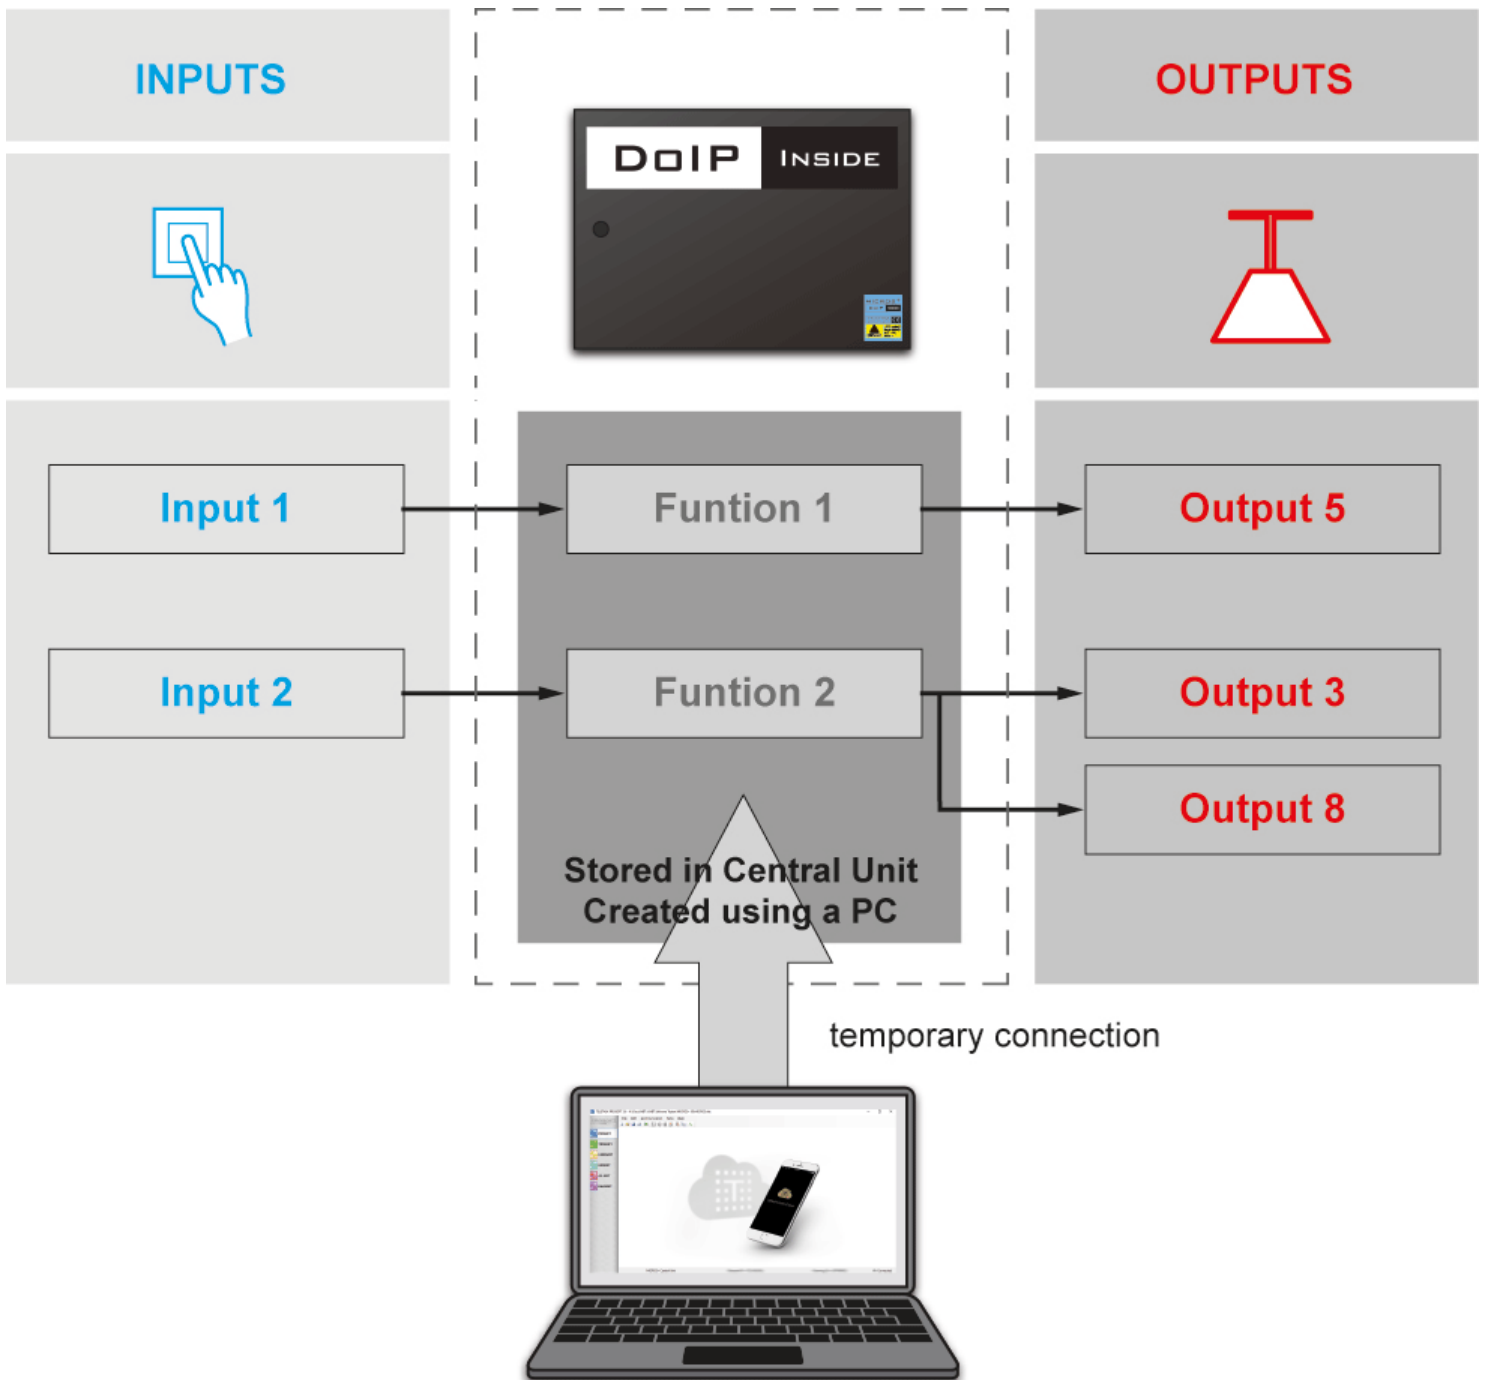 INPUTS
OUTPUTS
DoIP INSIDE
Input 1
Funtion 1
Output 5
Input 2
Funtion 2
Output 3
Output 8
Stored in Central Unit
Created using a PC
temporary connection